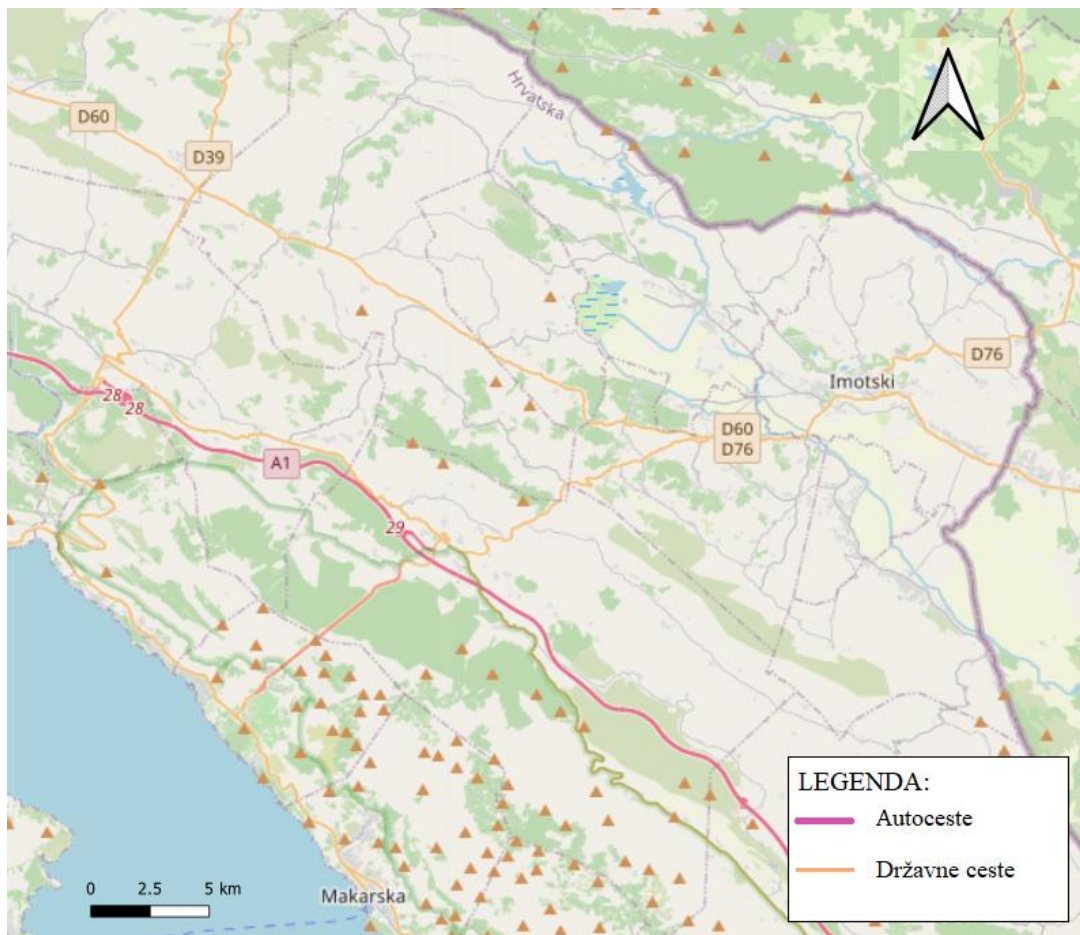 Hrvatska
D60
D39
D76
Imotski
28
28
D60
D76
A1
29
LEGENDA:
Autoceste
Državne ceste
0 2.5 5 km
Makarska